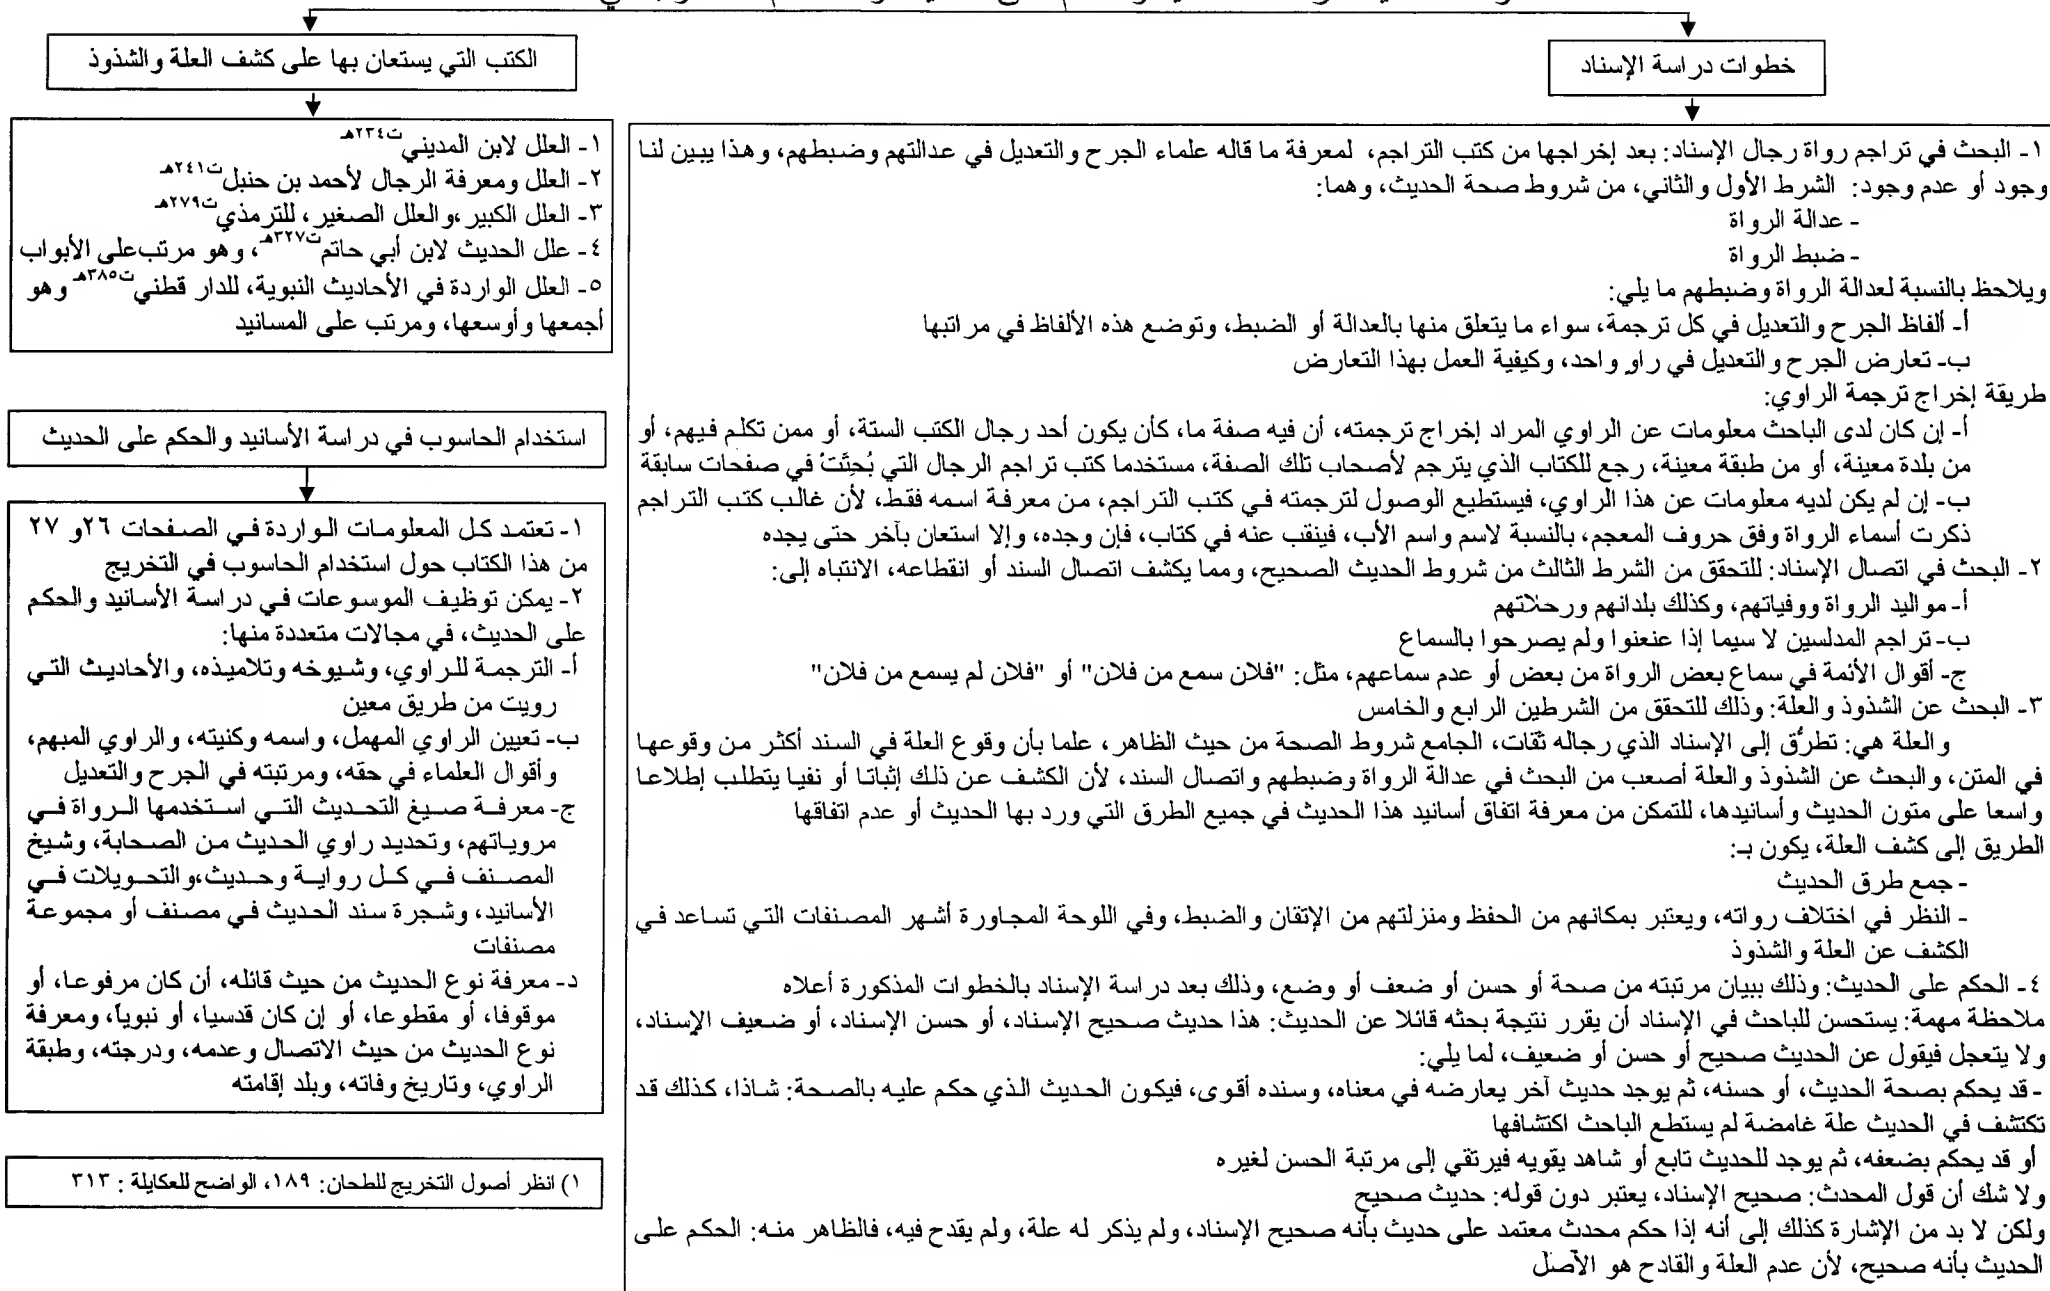 خطوات دراسة الإسناد
١- البحث في تراجم رواة رجال الإسناد: بعد إخراجها من كتب التراجم، لمعرفة ما قاله علماء الجرح والتعديل في عدالتهم وضبطهم، وهذا يبين لنا
وجود أو عدم وجود: الشرط الأول والثاني، من شروط صحة الحديث، وهما:
- عدالة الرواة
- ضبط الرواة
ويلاحظ بالنسبة لعدالة الرواة وضبطهم ما يلي:
أ- ألفاظ الجرح والتعديل في كل ترجمة، سواء ما يتعلق منها بالعدالة أو الضبط، وتوضع هذه الألفاظ في مراتبها
ب- تعارض الجرح والتعديل في راوٍ واحد، وكيفية العمل بهذا التعارض
طريقة إخراج ترجمة الراوي:
أ- إن كان لدى الباحث معلومات عن الراوي المراد إخراج ترجمته، أن فيه صفة ما، كأن يكون أحد رجال الكتب الستة، أو ممن تكلم فيهم، أو
من بلدة معينة، أو من طبقة معينة، رجع للكتاب الذي يترجم لأصحاب تلك الصفة، مستخدما كتب تراجم الرجال التي بُحِثَتْ في صفحات سابقة
ب- إن لم يكن لديه معلومات عن هذا الراوي، فيستطيع الوصول لترجمته في كتب التراجم، من معرفة اسمه فقط، لأن غالب كتب التراجم
ذكرت أسماء الرواة وفق حروف المعجم، بالنسبة لاسم واسم الأب، فينقب عنه في كتاب، فإن وجده، وإلا استعان بآخر حتى يجده
٢- البحث في اتصال الإسناد: للتحقق من الشرط الثالث من شروط الحديث الصحيح، ومما يكشف اتصال السند أو انقطاعه، الانتباه إلى:
أ- مواليد الرواة ووفياتهم، وكذلك بلدانهم ورحلاتهم
ب- تراجم المدلسين لا سيما إذا عنعنوا ولم يصرحوا بالسماع
ج- أقوال الأئمة في سماع بعض الرواة من بعض أو عدم سماعهم، مثل: "فلان سمع من فلان" أو "فلان لم يسمع من فلان"
٣- البحث عن الشذوذ والعلة: وذلك للتحقق من الشرطين الرابع والخامس
والعلة هي: تطرُّق إلى الإسناد الذي رجاله ثقات، الجامع شروط الصحة من حيث الظاهر، علما بأن وقوع العلة في السند أكثر من وقوعها
في المتن، والبحث عن الشذوذ والعلة أصعب من البحث في عدالة الرواة وضبطهم واتصال السند، لأن الكشف عن ذلك إثباتا أو نفيا يتطلب إطلاعا
واسعا على متون الحديث وأسانيدها، للتمكن من معرفة اتفاق أسانيد هذا الحديث في جميع الطرق التي ورد بها الحديث أو عدم اتفاقها
الطريق إلى كشف العلة، يكون بـ:
- جمع طرق الحديث
- النظر في اختلاف رواته، ويعتبر بمكانهم من الحفظ ومنزلتهم من الإتقان والضبط، وفي اللوحة المجاورة أشهر المصنفات التي تساعد في
الكشف عن العلة والشذوذ
٤- الحكم على الحديث: وذلك ببيان مرتبته من صحة أو حسن أو ضعف أو وضع، وذلك بعد دراسة الإسناد بالخطوات المذكورة أعلاه
ملاحظة مهمة: يستحسن للباحث في الإسناد أن يقرر نتيجة بحثه قائلا عن الحديث: هذا حديث صحيح الإسناد، أو حسن الإسناد، أو ضعيف الإسناد،
ولا يتعجل فيقول عن الحديث صحيح أو حسن أو ضعيف، لما يلي:
- قد يحكم بصحة الحديث، أو حسنه، ثم يوجد حديث آخر يعارضه في معناه، وسنده أقوى، فيكون الحديث الذي حكم عليه بالصحة: شاذا، كذلك قد
تكتشف في الحديث علة غامضة لم يستطع الباحث اكتشافها
أو قد يحكم بضعفه، ثم يوجد للحديث تابع أو شاهد يقويه فيرتقي إلى مرتبة الحسن لغيره
ولا شك أن قول المحدث: صحيح الإسناد، يعتبر دون قوله: حديث صحيح
ولكن لا بد من الإشارة كذلك إلى أنه إذا حكم محدث معتمد على حديث بأنه صحيح الإسناد، ولم يذكر له علة، ولم يقدح فيه، فالظاهر منه: الحكم على
الحديث بأنه صحيح، لأن عدم العلة والقادح هو الأصل
الكتب التي يستعان بها على كشف العلة والشذوذ
١- العلل لابن المديني ت٢٣٤هـ
٢- العلل ومعرفة الرجال لأحمد بن حنبل ت٢٤١هـ
٣- العلل الكبير، والعلل الصغير، للترمذي ت٢٧٩هـ
٤- علل الحديث لابن أبي حاتم ت٣٢٧هـ، وهو مرتب على الأبواب
٥- العلل الواردة في الأحاديث النبوية، للدار قطني ت٣٨٥هـ وهو
أجمعها وأوسعها، ومرتب على المسانيد
استخدام الحاسوب في دراسة الأسانيد والحكم على الحديث
١- تعتمد كل المعلومات الواردة في الصفحات ٢٦و ٢٧
من هذا الكتاب حول استخدام الحاسوب في التخريج
٢- يمكن توظيف الموسوعات في دراسة الأسانيد والحكم
على الحديث، في مجالات متعددة منها:
أ- الترجمة للراوي، وشيوخه وتلاميذه، والأحاديث التي
رويت من طريق معين
ب- تعيين الراوي المهمل، واسمه وكنيته، والراوي المبهم،
وأقوال العلماء في حقه، ومرتبته في الجرح والتعديل
ج- معرفة صيغ التحديث التي استخدمها الرواة في
مروياتهم، وتحديد راوي الحديث من الصحابة، وشيخ
المصنف في كل رواية وحديث،والتحويلات في
الأسانيد، وشجرة سند الحديث في مصنف أو مجموعة
مصنفات
د- معرفة نوع الحديث من حيث قائله، أن كان مرفوعا، أو
موقوفا، أو مقطوعا، أو إن كان قدسيا، أو نبوياً، ومعرفة
نوع الحديث من حيث الاتصال وعدمه، ودرجته، وطبقة
الراوي، وتاريخ وفاته، وبلد إقامته
١) انظر أصول التخريج للطحان: ١٨٩، الواضح للعكايلة : ٣١٣